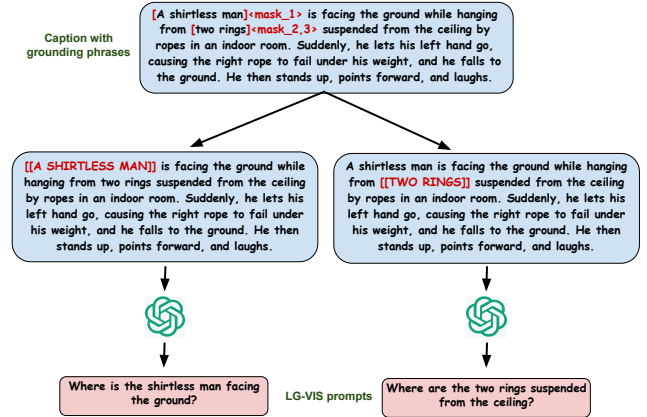 Caption with
grounding phrases
[A shirtless man]<mask_1> is facing the ground while hanging
from [two rings]<mask_2,3> suspended from the ceiling by
ropes in an indoor room. Suddenly, he lets his left hand go,
causing the right rope to fail under his weight, and he falls to
the ground. He then stands up, points forward, and laughs.
[[A SHIRTLESS MAN]] is facing the ground while
hanging from two rings suspended from the ceiling
by ropes in an indoor room. Suddenly, he lets his
left hand go, causing the right rope to fail under
his weight, and he falls to the ground. He then
stands up, points forward, and laughs.
A shirtless man is facing the ground while hanging
from [[TWO RINGS]] suspended from the ceiling
by ropes in an indoor room. Suddenly, he lets his
left hand go, causing the right rope to fail under
his weight, and he falls to the ground. He then
stands up, points forward, and laughs.
Where is the shirtless man facing
the ground?
LG-VIS prompts
Where are the two rings suspended
from the ceiling?